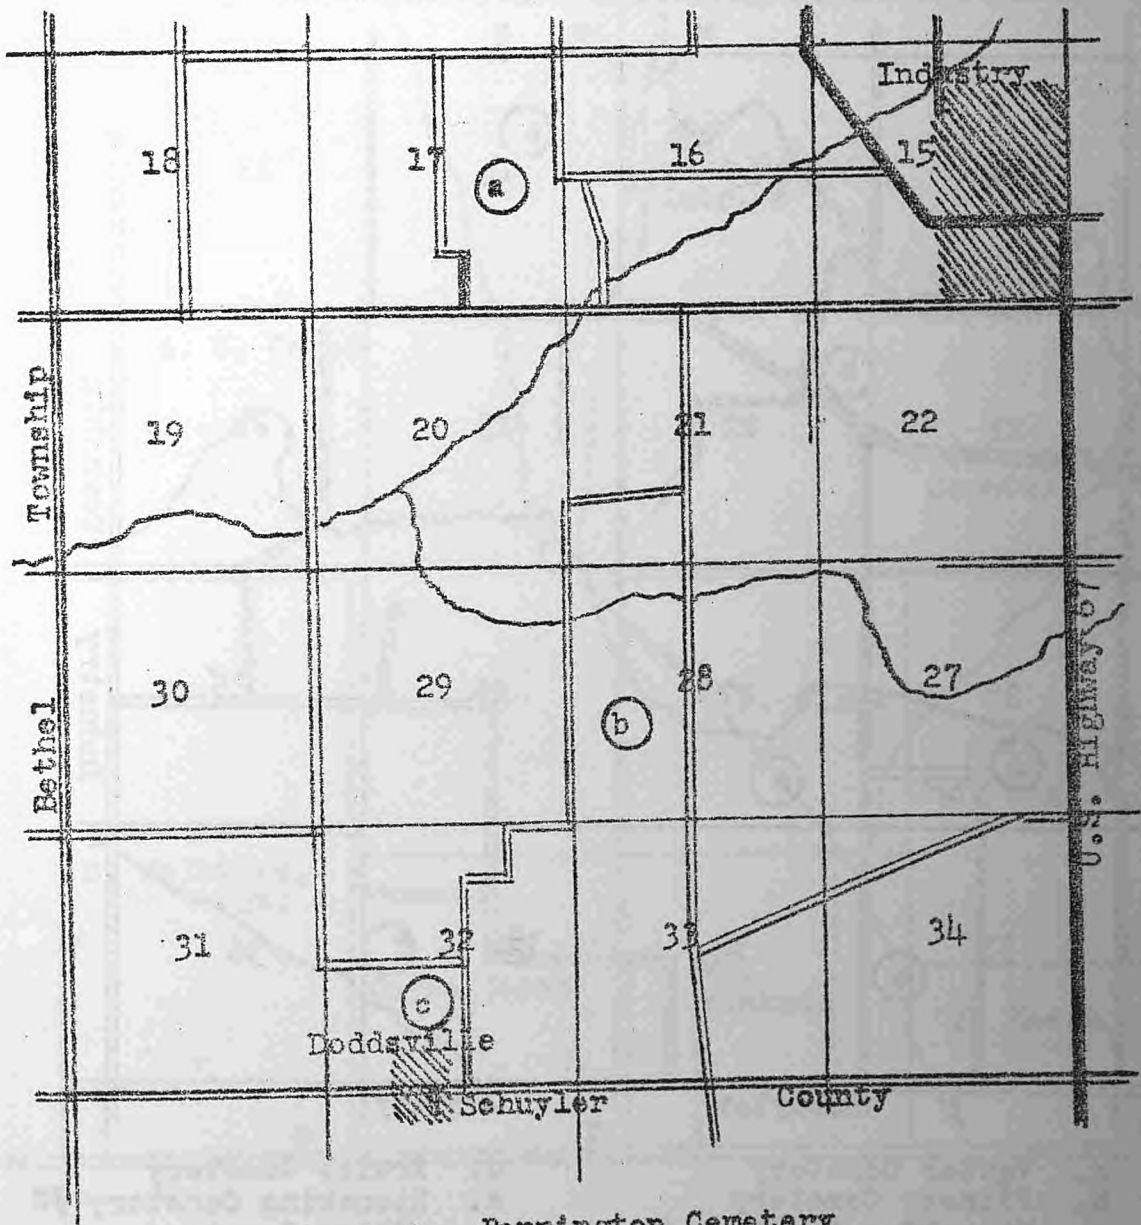 Industry
18 17 16 15
a
Township
19 20 21 22
30 29 28 27
b
Bethel
U.S. Highway 67
31 32 33 34
c
Doddsville
Schuyler County
Pennington Cemetery